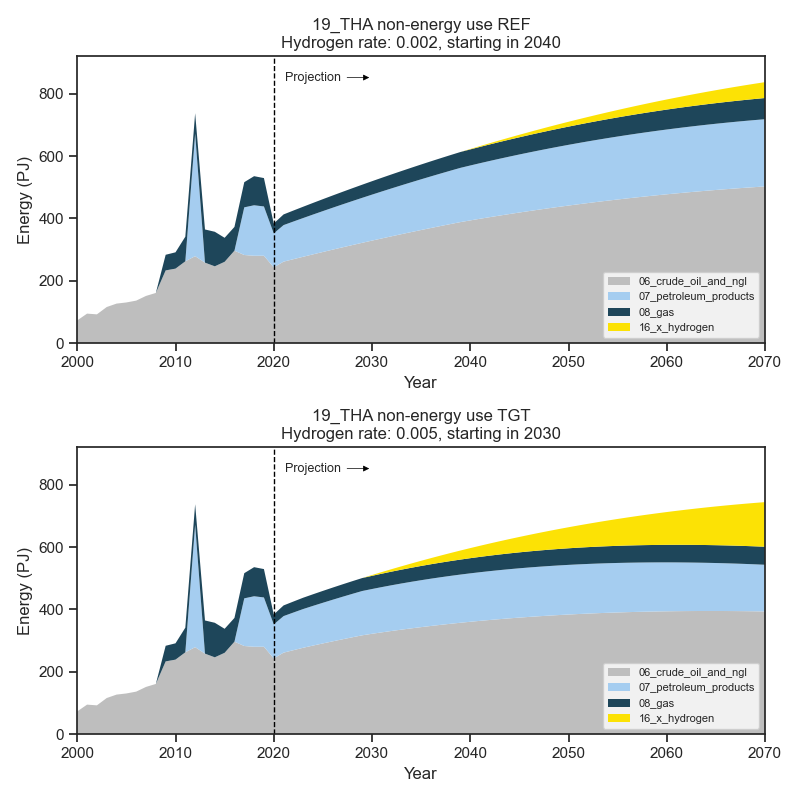 19_THA non-energy use REF
Hydrogen rate: 0.002, starting in 2040
Projection
800
600
400
200
0
Energy (PJ)
06_crude_oil_and_ngl
07_petroleum_products
08_gas
16_x_hydrogen
2000 2010 2020 2030 2040 2050 2060 2070
Year
19_THA non-energy use TGT
Hydrogen rate: 0.005, starting in 2030
Projection
800
600
400
200
0
Energy (PJ)
06_crude_oil_and_ngl
07_petroleum_products
08_gas
16_x_hydrogen
2000 2010 2020 2030 2040 2050 2060 2070
Year